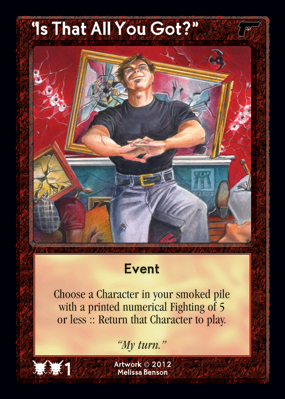 “Is That All You Got?”
Event
Choose a Character in your smoked pile
with a printed numerical Fighting of 5
or less :: Return that Character to play.
“My turn.”
Artwork © 2012
Melissa Benson
1